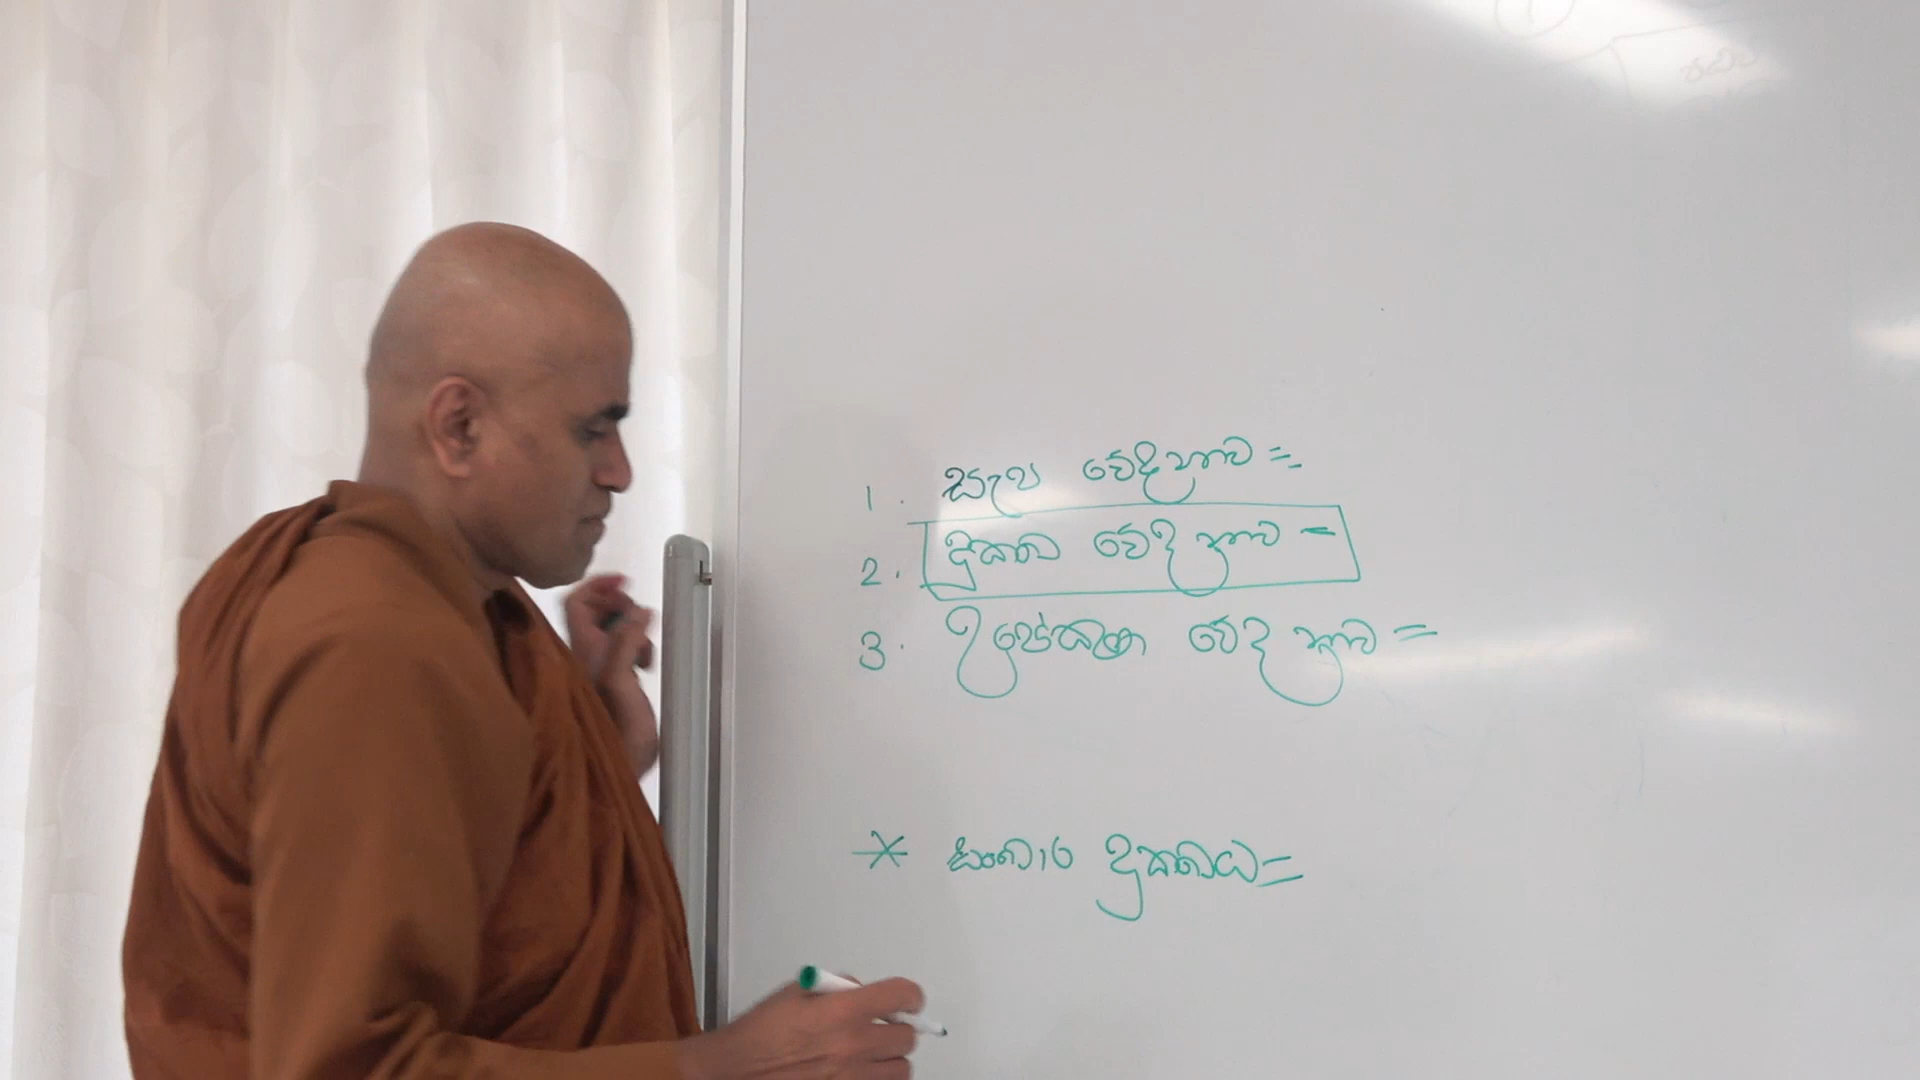 1. සැප වේදනාව =
2. දුක්ඛ වේදනාව -
3. උපේක්ඛා වේදනාව =
* සංඛාර දුක්ඛය =